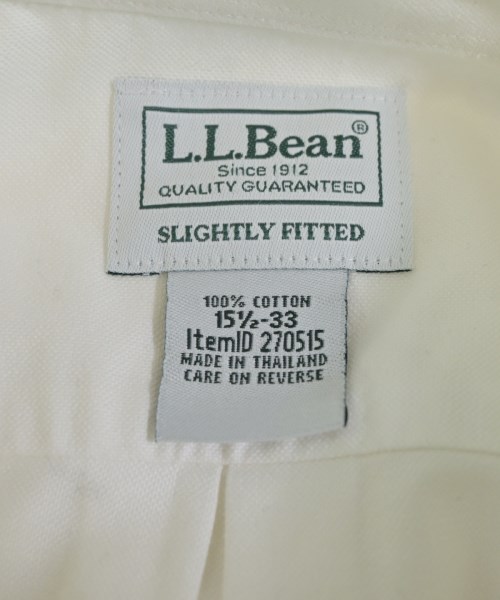 L.L.Bean®
Since 1912
QUALITY GUARANTEED
SLIGHTLY FITTED
100% COTTON
15½-33
ItemID 270515
MADE IN THAILAND
CARE ON REVERSE